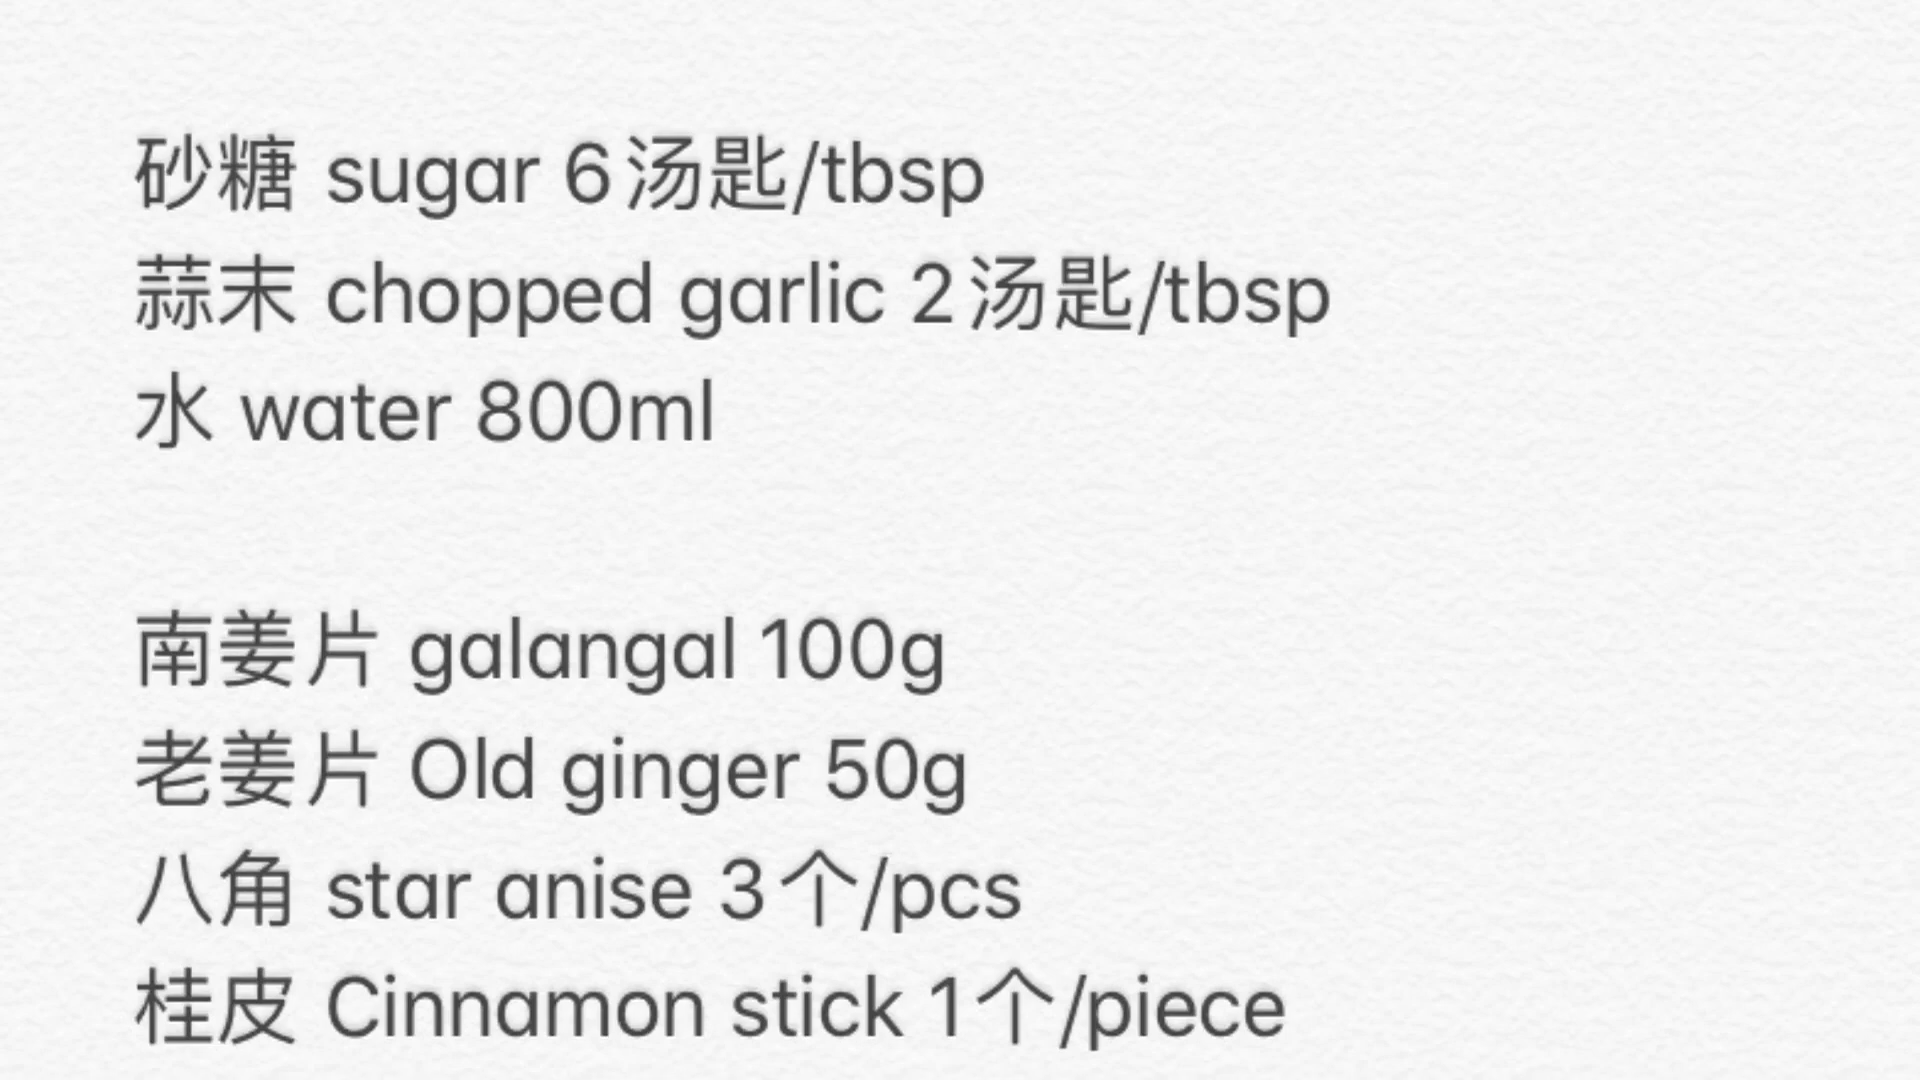 砂糖 sugar 6汤匙/tbsp
蒜末 chopped garlic 2汤匙/tbsp
水 water 800ml
南姜片 galangal 100g
老姜片 Old ginger 50g
八角 star anise 3个/pcs
桂皮 Cinnamon stick 1个/piece